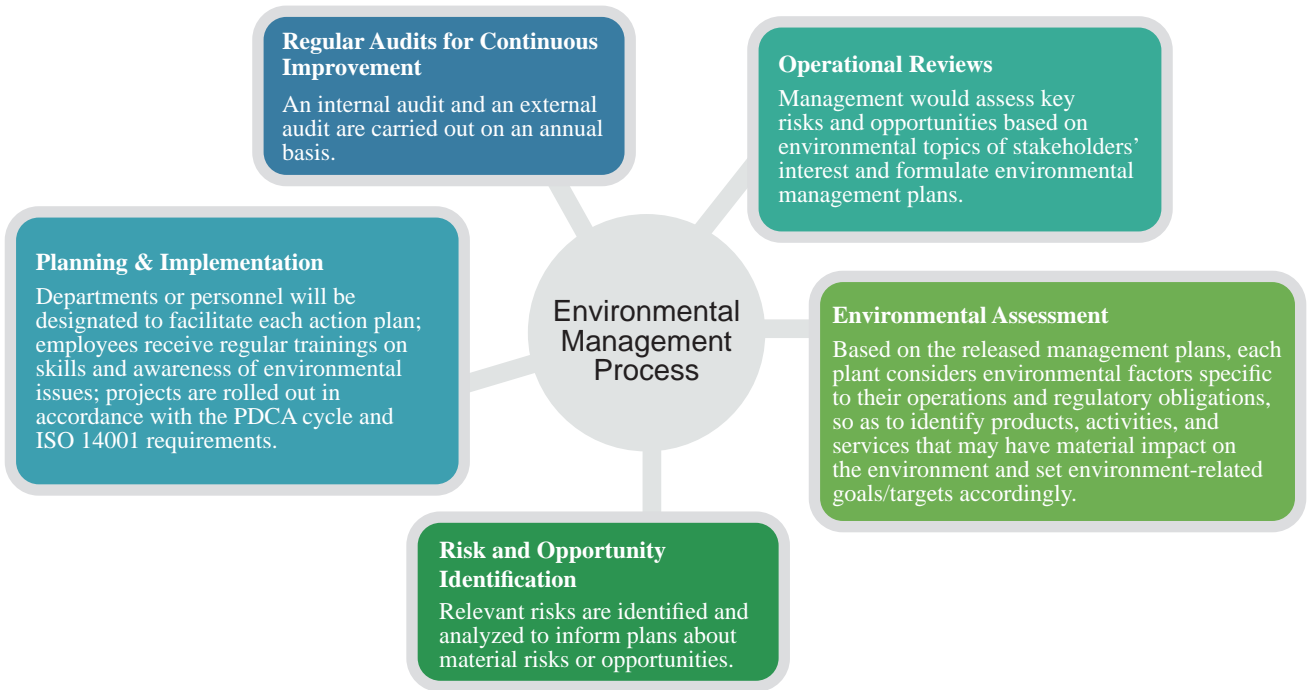 Regular Audits for Continuous
Improvement
An internal audit and an external
audit are carried out on an annual
basis.
Operational Reviews
Management would assess key
risks and opportunities based on
environmental topics of stakeholders’
interest and formulate environmental
management plans.
Planning & Implementation
Departments or personnel will be
designated to facilitate each action plan;
employees receive regular trainings on
skills and awareness of environmental
issues; projects are rolled out in
accordance with the PDCA cycle and
ISO 14001 requirements.
Environmental
Management
Process
Environmental Assessment
Based on the released management plans, each
plant considers environmental factors specific
to their operations and regulatory obligations,
so as to identify products, activities, and
services that may have material impact on
the environment and set environment-related
goals/targets accordingly.
Risk and Opportunity
Identification
Relevant risks are identified and
analyzed to inform plans about
material risks or opportunities.